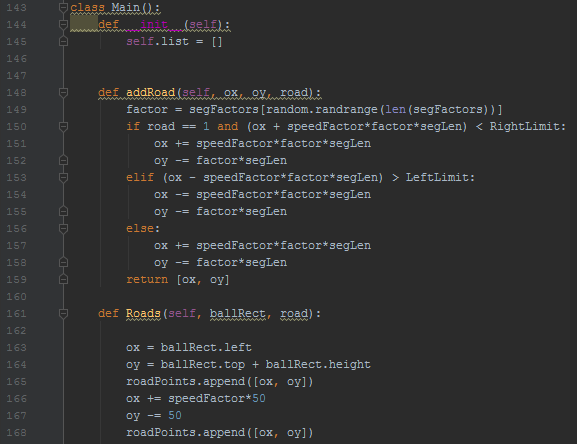 143 class Main():
144     def __init__(self):
145         self.list = []
146
147
148     def addRoad(self, ox, oy, road):
149         factor = segFactors[random.randrange(len(segFactors))]
150         if road == 1 and (ox + speedFactor*factor*segLen) < RightLimit:
151             ox += speedFactor*factor*segLen
152             oy -= factor*segLen
153         elif (ox - speedFactor*factor*segLen) > LeftLimit:
154             ox -= speedFactor*factor*segLen
155             oy -= factor*segLen
156         else:
157             ox += speedFactor*factor*segLen
158             oy -= factor*segLen
159         return [ox, oy]
160
161     def Roads(self, ballRect, road):
162
163         ox = ballRect.left
164         oy = ballRect.top + ballRect.height
165         roadPoints.append([ox, oy])
166         ox += speedFactor*50
167         oy -= 50
168         roadPoints.append([ox, oy])